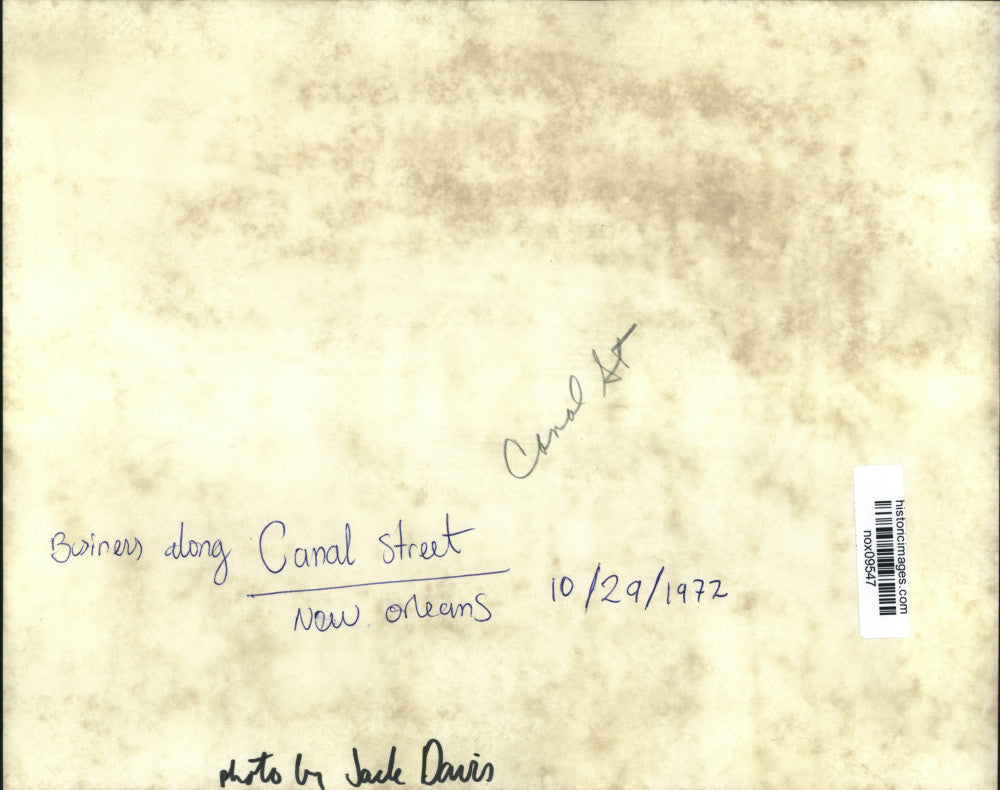 Canal St
Business along Canal Street
New Orleans
10/29/1972
photo by Jack Davis
historicimages.com
nox09547